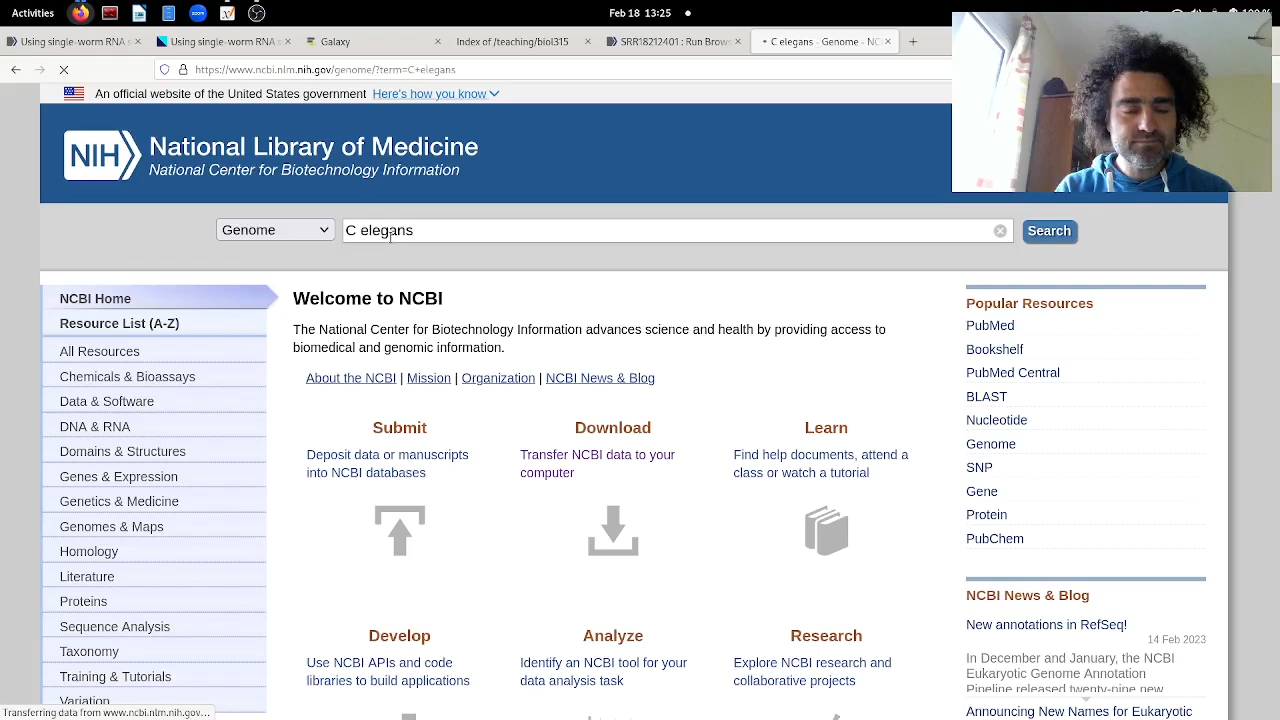 Activities
Feb 18 13:25
zoom
Using single-worm RNA
Using single-worm RN
Galaxy
Index of /teaching/biol315
SRR18212401 : Run Brows
C elegans - Genome - NC
https://www.ncbi.nlm.nih.gov/genome/?term=C+elegans
An official website of the United States government Here's how you know
NIH National Library of Medicine
National Center for Biotechnology Information
Genome
C elegans
Search
NCBI Home
Resource List (A-Z)
All Resources
Chemicals & Bioassays
Data & Software
DNA & RNA
Domains & Structures
Genes & Expression
Genetics & Medicine
Genomes & Maps
Homology
Literature
Proteins
Sequence Analysis
Taxonomy
Training & Tutorials
Variation
Welcome to NCBI
The National Center for Biotechnology Information advances science and health by providing access to
biomedical and genomic information.
About the NCBI | Mission | Organization | NCBI News & Blog
Submit
Deposit data or manuscripts
into NCBI databases
Download
Transfer NCBI data to your
computer
Learn
Find help documents, attend a
class or watch a tutorial
Develop
Use NCBI APIs and code
libraries to build applications
Analyze
Identify an NCBI tool for your
data analysis task
Research
Explore NCBI research and
collaborative projects
Popular Resources
PubMed
Bookshelf
PubMed Central
BLAST
Nucleotide
Genome
SNP
Gene
Protein
PubChem
NCBI News & Blog
New annotations in RefSeq!
14 Feb 2023
In December and January, the NCBI
Eukaryotic Genome Annotation
Pipeline released twenty-nine new
Announcing New Names for Eukaryotic
Transferring data from www.ncbi.nlm.nih.gov...